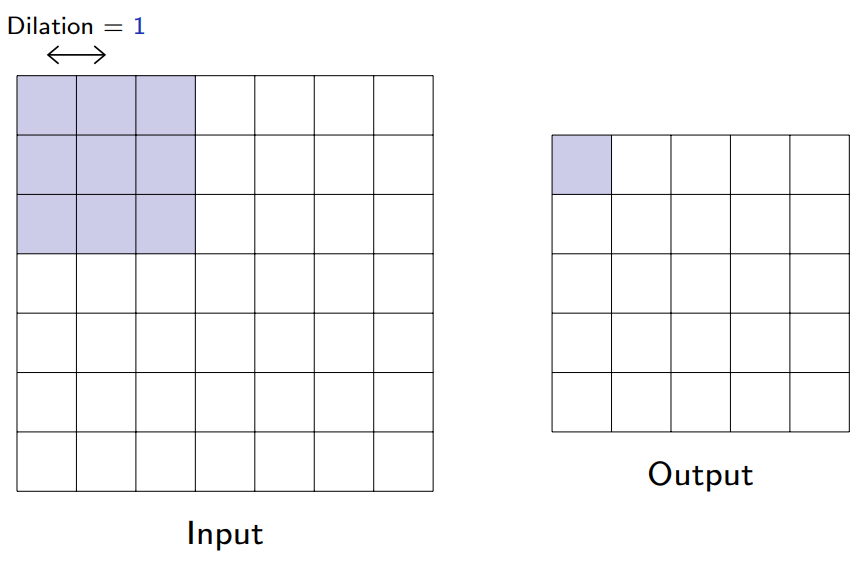 Dilation = 1
Input
Output